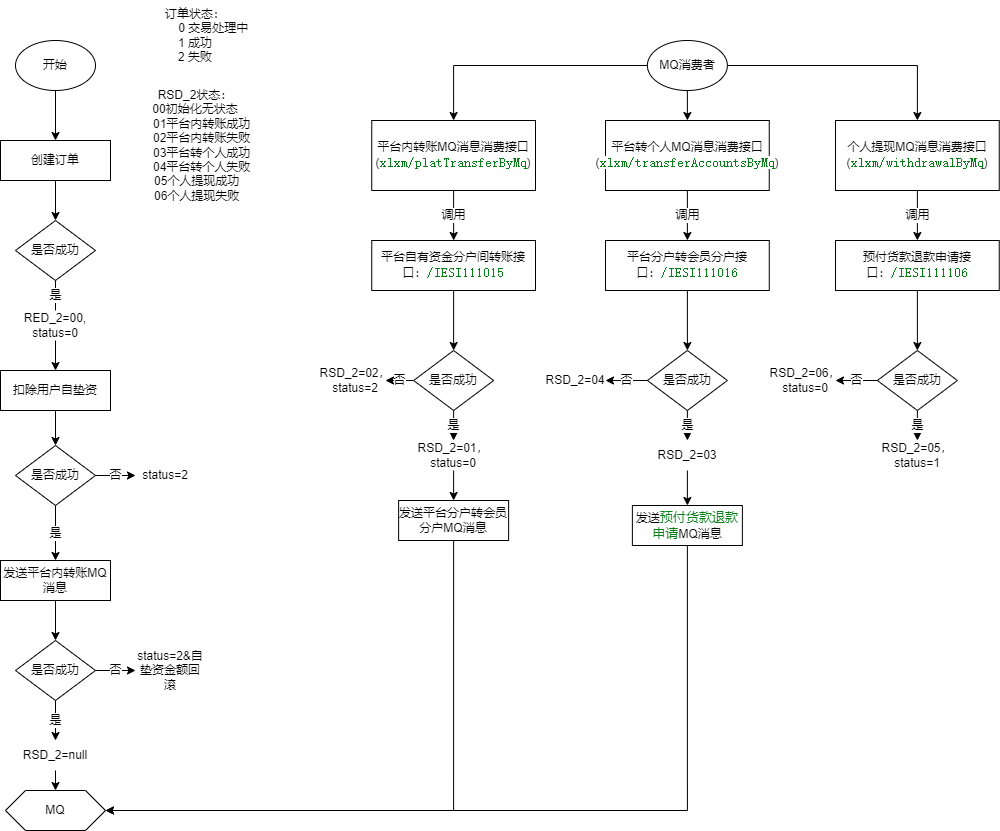 订单状态:
0 交易处理中
1 成功
2 失败
RSD_2状态:
00初始化无状态
01平台内转账成功
02平台内转账失败
03平台转个人成功
04平台转个人失败
05个人提现成功
06个人提现失败
开始
创建订单
是否成功
是
RED_2=00,
status=0
扣除用户自垫资
是否成功
否
status=2
是
发送平台内转账MQ
消息
是否成功
否
status=2&自
垫资金额回
滚
是
RSD_2=null
MQ
MQ消费者
平台内转账MQ消息消费接口
(xlxm/platTransferByMq)
调用
平台自有资金分户间转账接
口: /IESI111015
是否成功
否
RSD_2=02,
status=2
是
RSD_2=01,
status=0
发送平台分户转会员
分户MQ消息
平台转个人MQ消息消费接口
(xlxm/transferAccountsByMq)
调用
平台分户转会员分户接
口: /IESI111016
是否成功
否
RSD_2=04
是
RSD_2=03
发送预付货款退款
申请MQ消息
个人提现MQ消息消费接口
(xlxm/withdrawalByMq)
调用
预付货款退款申请接
口: /IESI111106
是否成功
否
RSD_2=06,
status=0
是
RSD_2=05,
status=1